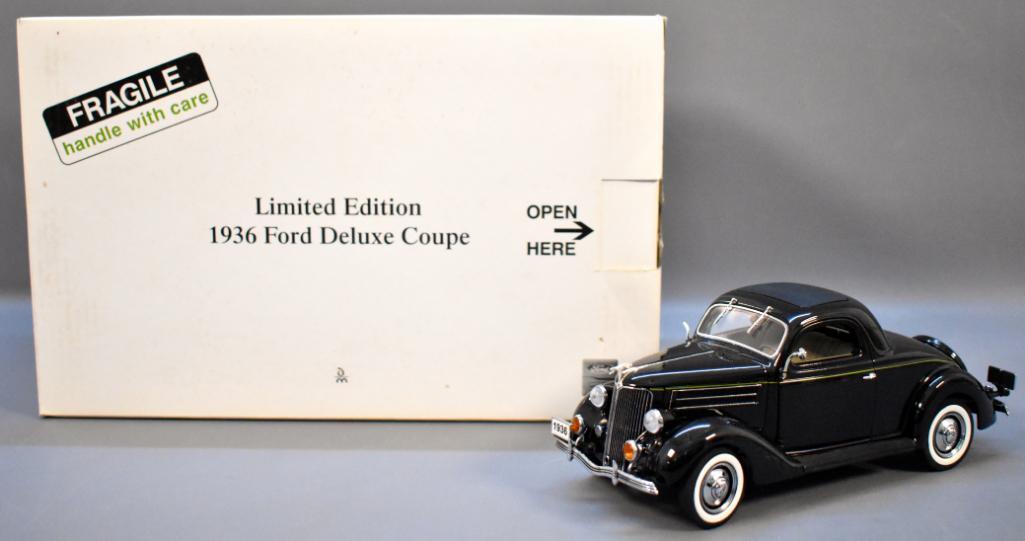 FRAGILE
handle with care
Limited Edition
1936 Ford Deluxe Coupe
OPEN
HERE
1936